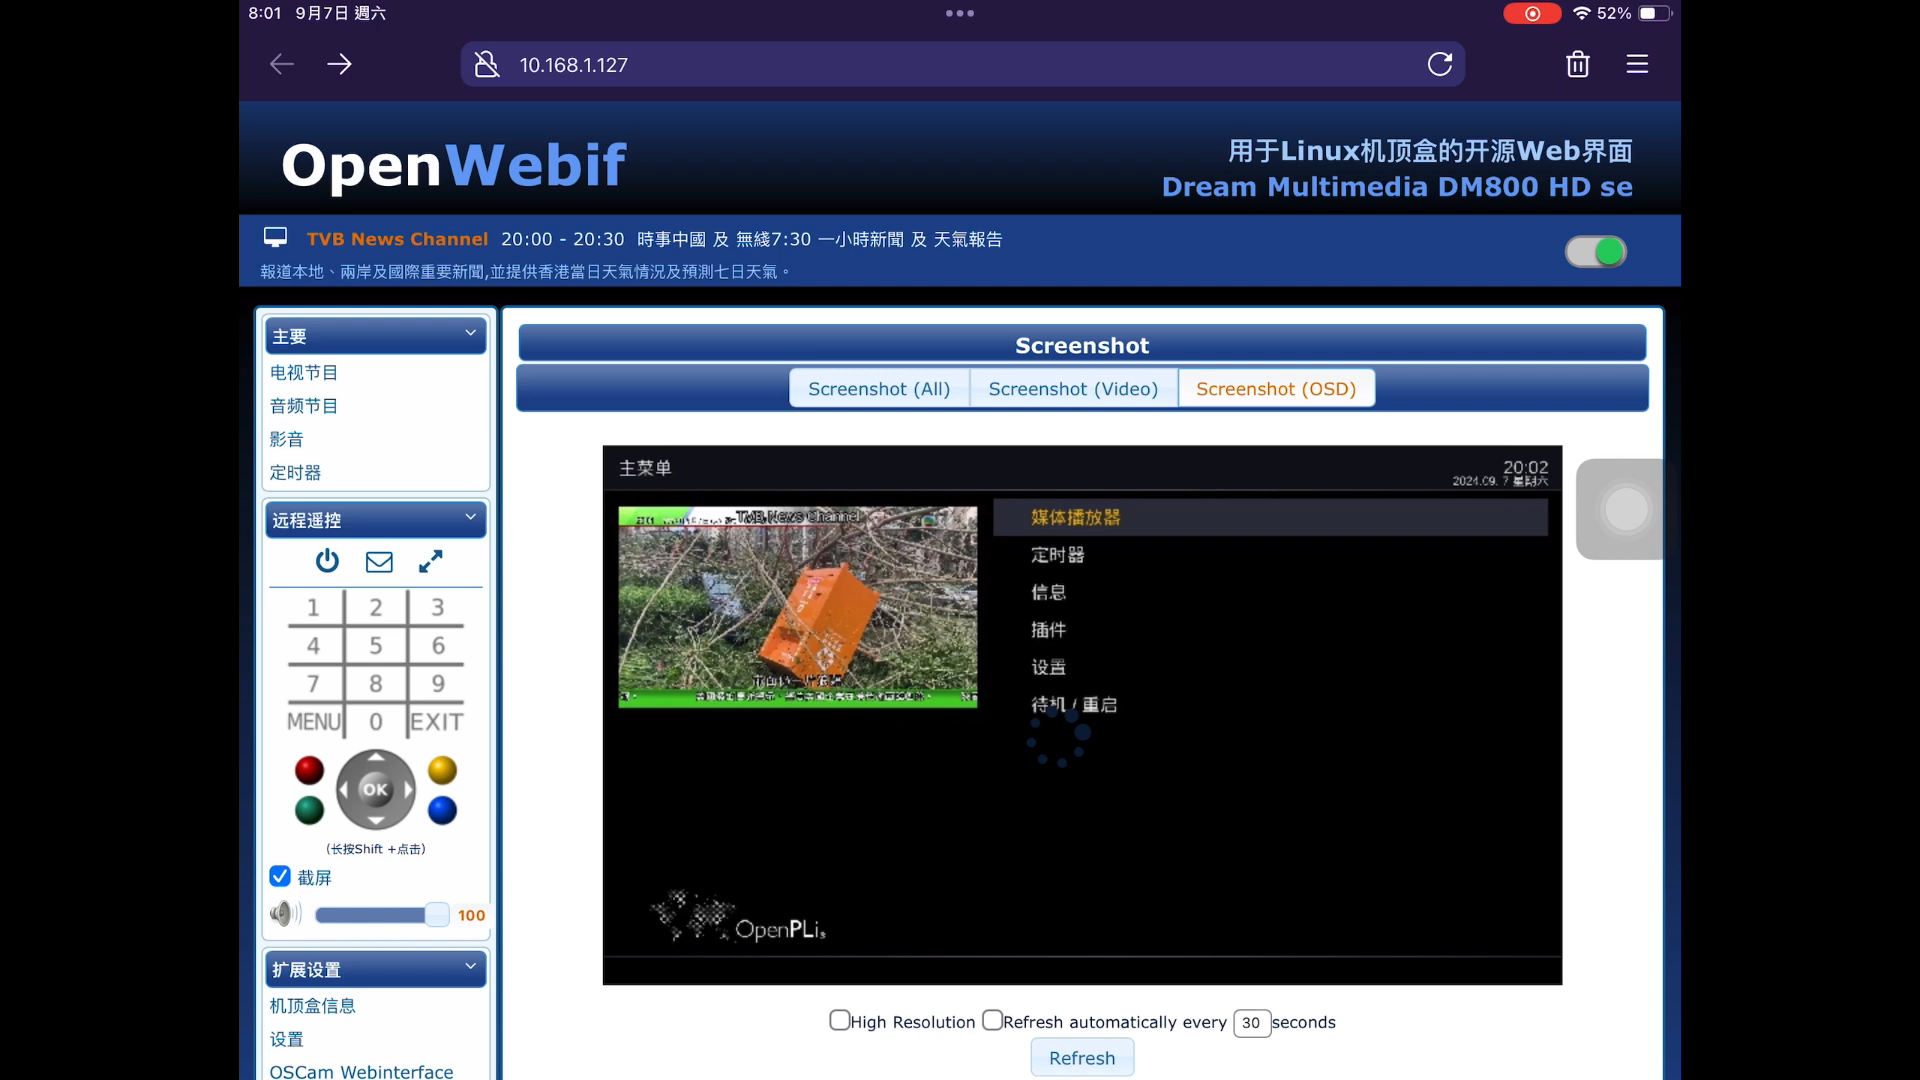 8:01 9月7日 週六
52%
10.168.1.127
OpenWebif
用于Linux机顶盒的开源Web界面
Dream Multimedia DM800 HD se
TVB News Channel 20:00 - 20:30 時事中國 及 無綫7:30 一小時新聞 及 天氣報告
報道本地、兩岸及國際重要新聞,並提供香港當日天氣情況及預測七日天氣。
主要
电视节目
音频节目
影音
定时器
远程遥控
1 2 3
4 5 6
7 8 9
MENU 0 EXIT
OK
(长按Shift +点击)
截屏
100
扩展设置
机顶盒信息
设置
OSCam Webinterface
Screenshot
Screenshot (All) Screenshot (Video) Screenshot (OSD)
主菜单
20:02
2024.09. 7 星期六
TVB News Channel
媒体播放器
定时器
信息
插件
设置
待机 / 重启
OpenPLi
High Resolution Refresh automatically every 30 seconds
Refresh